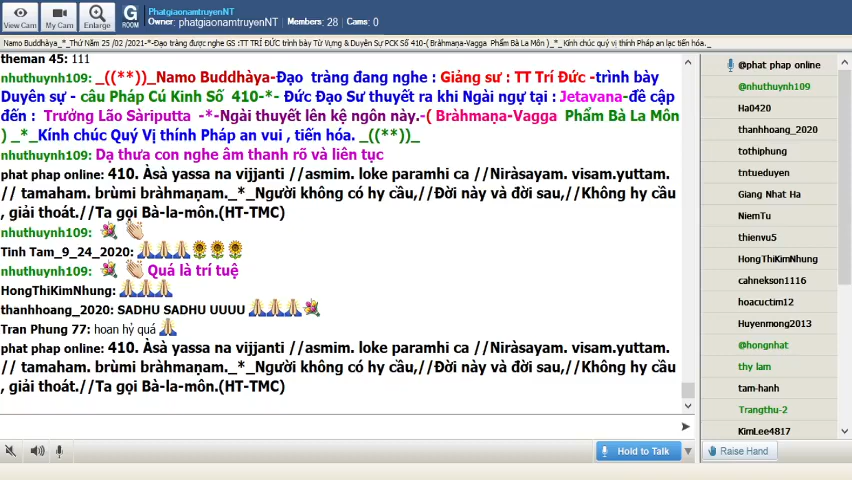 PhatgiaonamtruyenNT
Owner: phatgiaonamtruyenNT Members: 28 Cams: 0
View Cam My Cam Enlarge G ROOM
Namo Buddhàya_*_Thứ Năm 25 /02 /2021-*-Đạo tràng được nghe GS :TT TRÍ ĐỨC trình bày Từ Vựng & Duyên Sự PCK Số 410-( Bràhmaṇa-Vagga Phẩm Bà La Môn )_*_Kính chúc quý vị thính Pháp an lạc tiến hóa._
theman 45: 111
nhuthuynh109: _((**))_Namo Buddhàya-Đạo tràng đang nghe : Giảng sư : TT Trí Đức -trình bày
Duyên sự - câu Pháp Cú Kinh Số 410-*- Đức Đạo Sư thuyết ra khi Ngài ngự tại : Jetavana-đề cập
đến : Trưởng Lão Sàriputta -*-Ngài thuyết lên kệ ngôn này.-( Bràhmaṇa-Vagga Phẩm Bà La Môn
) _*_Kính chúc Quý Vị thính Pháp an vui , tiến hóa. _((**))_
nhuthuynh109: Dạ thưa con nghe âm thanh rõ và liên tục
phat phap online: 410. Àsà yassa na vijjanti //asmim. loke paramhi ca //Niràsayam. visam.yuttam.
// tamaham. brùmi bràhmaṇam._*_Người không có hy cầu,//Đời này và đời sau,//Không hy cầu
, giải thoát.//Ta gọi Bà-la-môn.(HT-TMC)
nhuthuynh109:
Tinh Tam_9_24_2020:
nhuthuynh109: Quá là trí tuệ
HongThiKimNhung:
thanhhoang_2020: SADHU SADHU UUUU
Tran Phung 77: hoan hỷ quá
phat phap online: 410. Àsà yassa na vijjanti //asmim. loke paramhi ca //Niràsayam. visam.yuttam.
// tamaham. brùmi bràhmaṇam._*_Người không có hy cầu,//Đời này và đời sau,//Không hy cầu
, giải thoát.//Ta gọi Bà-la-môn.(HT-TMC)
Hold to Talk
@phat phap online
@nhuthuynh109
Ha0420
thanhhoang_2020
tothiphung
tntueduyen
Giang Nhat Ha
NiemTu
thienvu5
HongThiKimNhung
cahnekson1116
hoacuctim12
Huyenmong2013
@hongnhat
thy lam
tam-hanh
Trangthu-2
KimLee4817
Raise Hand